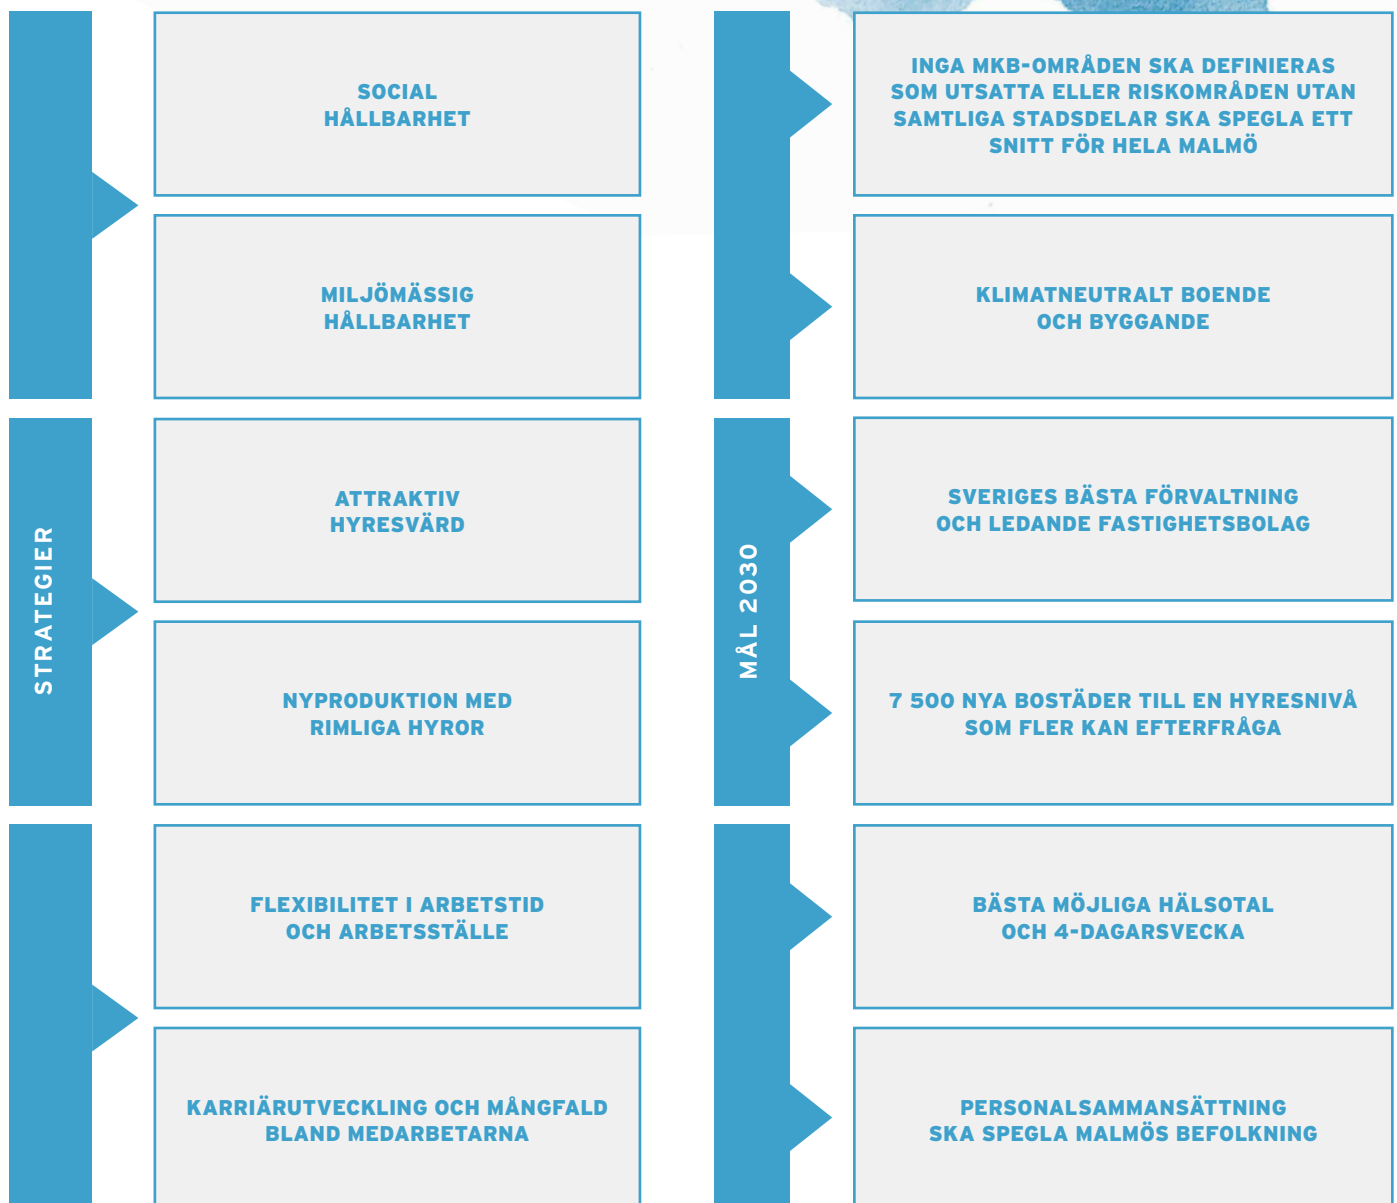 STRATEGIER
SOCIAL
HÅLLBARHET
MILJÖMÄSSIG
HÅLLBARHET
ATTRAKTIV
HYRESVÄRD
NYPRODUKTION MED
RIMLIGA HYROR
FLEXIBILITET I ARBETSTID
OCH ARBETSSTÄLLE
KARRIÄRUTVECKLING OCH MÅNGFALD
BLAND MEDARBETARNA
MÅL 2030
INGA MKB-OMRÅDEN SKA DEFINIERAS
SOM UTSATTA ELLER RISKOMRÅDEN UTAN
SAMTLIGA STADSDELAR SKA SPEGLA ETT
SNITT FÖR HELA MALMÖ
KLIMATNEUTRALT BOENDE
OCH BYGGANDE
SVERIGES BÄSTA FÖRVALTNING
OCH LEDANDE FASTIGHETSBOLAG
7 500 NYA BOSTÄDER TILL EN HYRESNIVÅ
SOM FLER KAN EFTERFRÅGA
BÄSTA MÖJLIGA HÄLSOTAL
OCH 4-DAGARSVECKA
PERSONALSAMMANSÄTTNING
SKA SPEGLA MALMÖS BEFOLKNING